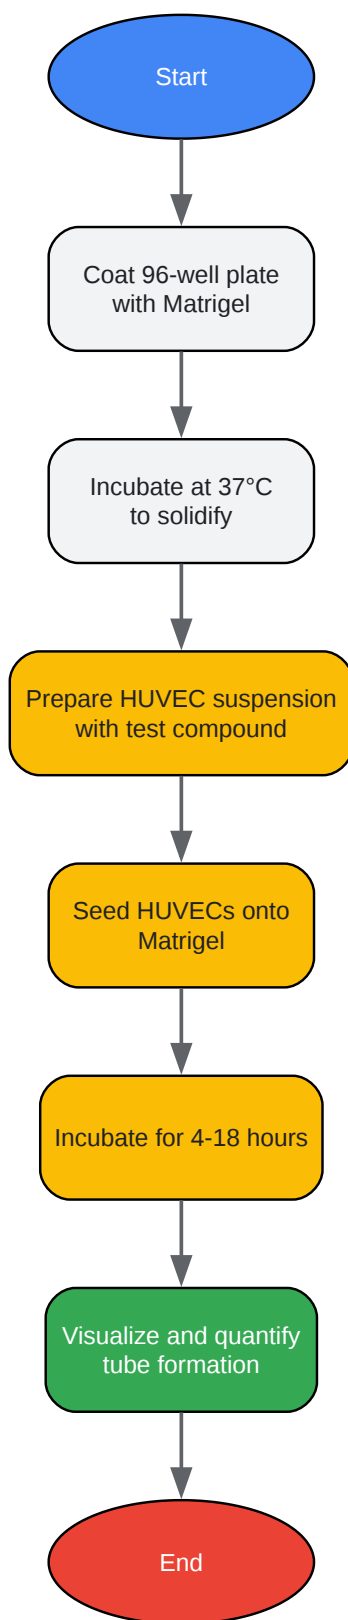 Start
Coat 96-well plate
with Matrigel
Incubate at 37°C
to solidify
Prepare HUVEC suspension
with test compound
Seed HUVECs onto
Matrigel
Incubate for 4-18 hours
Visualize and quantify
tube formation
End